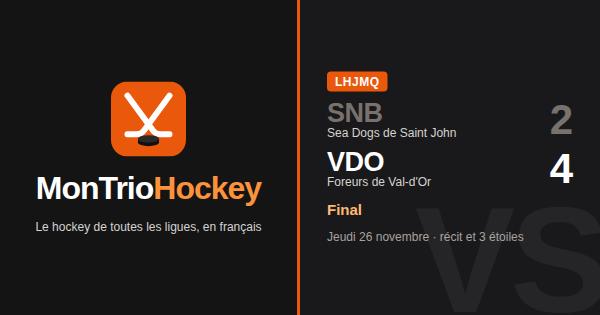 MonTrioHockey
Le hockey de toutes les ligues, en français
LHJMQ
SNB 2
Sea Dogs de Saint John
VDO 4
Foreurs de Val-d'Or
Final
Jeudi 26 novembre · récit et 3 étoiles
VS